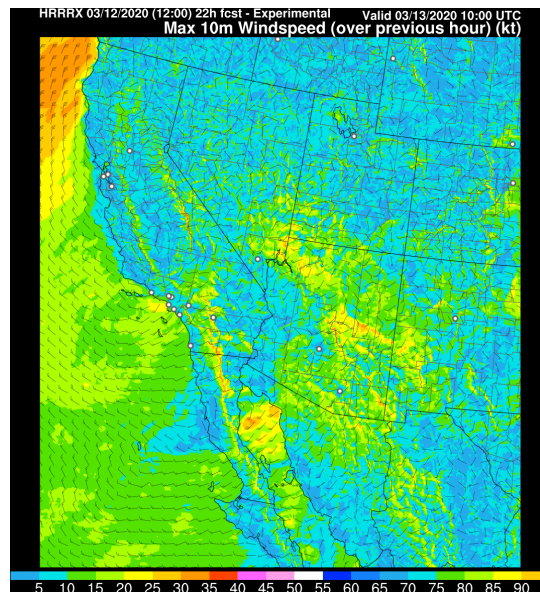 HRRRX 03/12/2020 (12:00) 22h fcst - Experimental Valid 03/13/2020 10:00 UTC
Max 10m Windspeed (over previous hour) (kt)
5 10 15 20 25 30 35 40 45 50 55 60 65 70 75 80 85 90